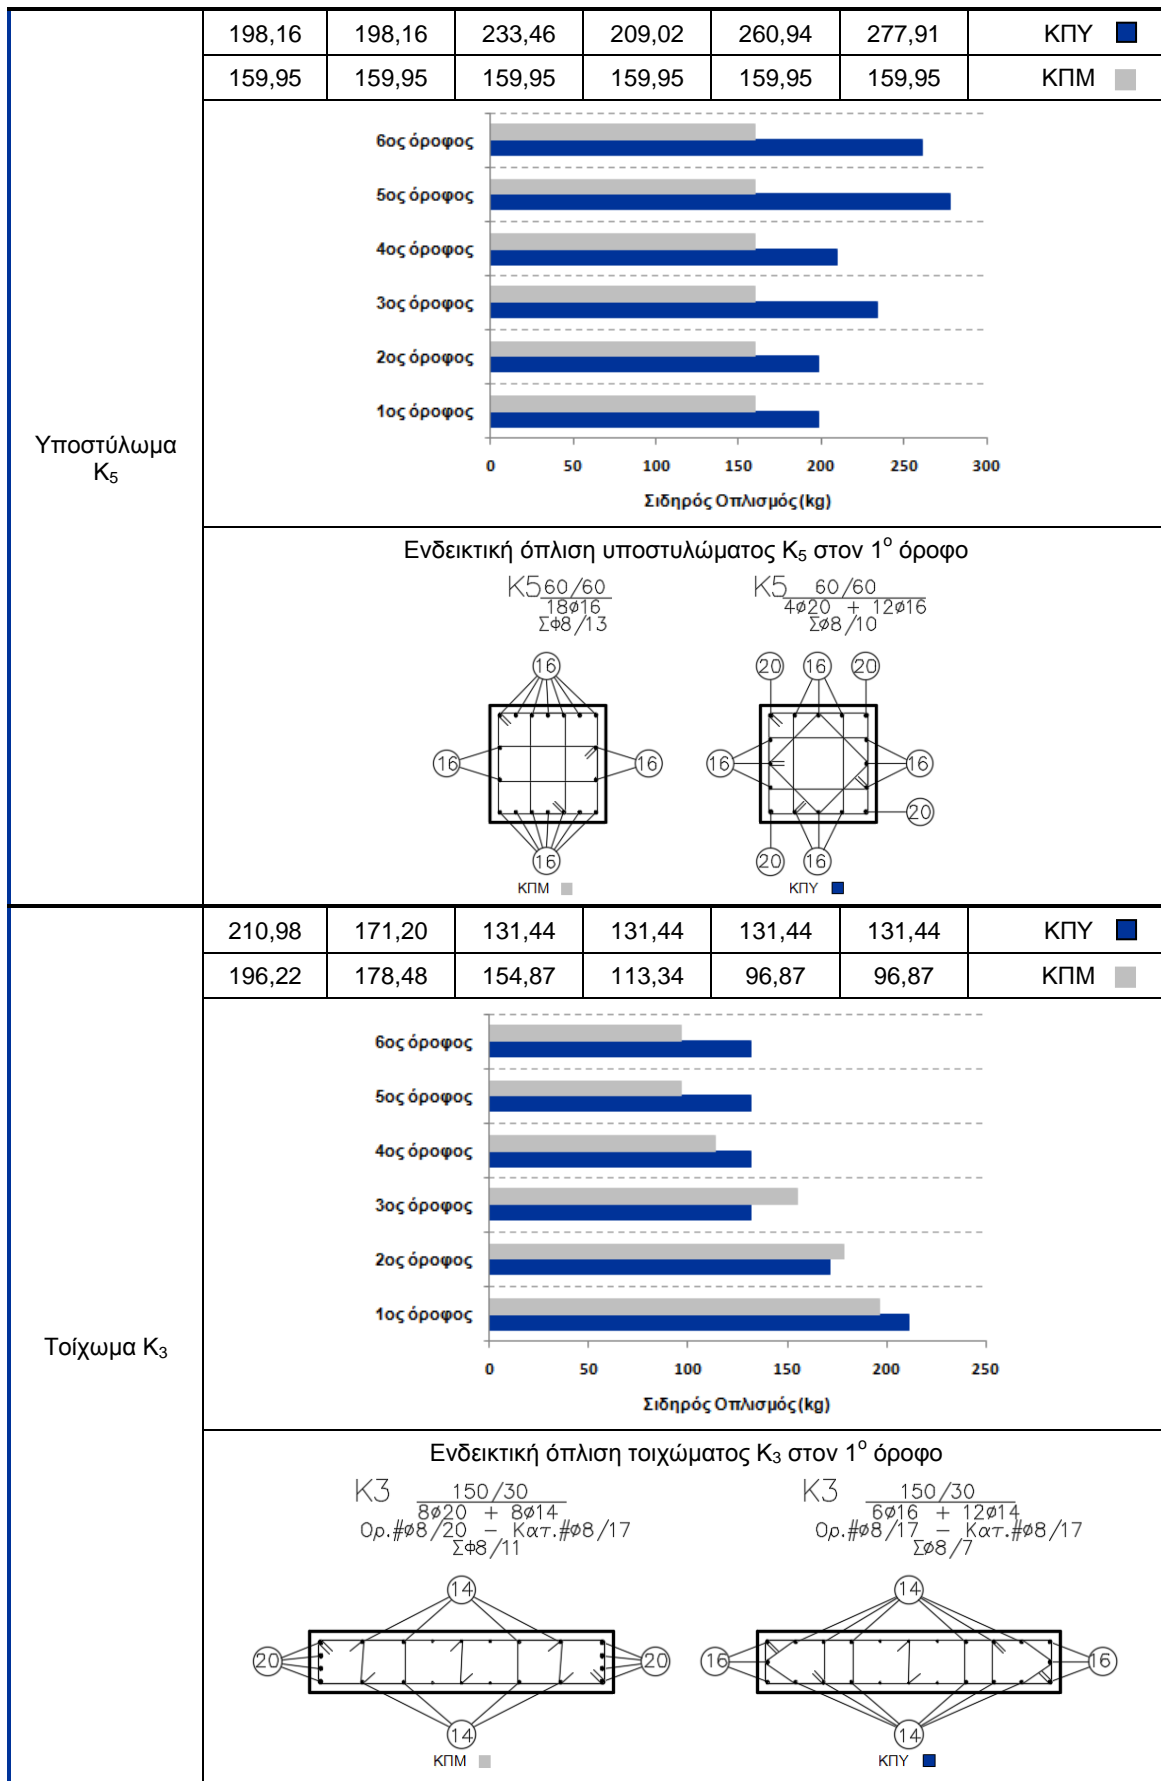 198,16 198,16 233,46 209,02 260,94 277,91 ΚΠΥ
159,95 159,95 159,95 159,95 159,95 159,95 ΚΠΜ
6ος όροφος
5ος όροφος
4ος όροφος
3ος όροφος
2ος όροφος
1ος όροφος
0 50 100 150 200 250 300
Σιδηρός Οπλισμός (kg)
Υποστύλωμα
Κ5
Ενδεικτική όπλιση υποστυλώματος Κ5 στον 1ο όροφο
K5 60/60
18ø16
ΣΦ8/13
K5 60/60
4ø20 + 12ø16
Σø8/10
16
20 16 20
16 16
16 16
20
16
20 16
ΚΠΜ
ΚΠΥ
210,98 171,20 131,44 131,44 131,44 131,44 ΚΠΥ
196,22 178,48 154,87 113,34 96,87 96,87 ΚΠΜ
6ος όροφος
5ος όροφος
4ος όροφος
3ος όροφος
2ος όροφος
1ος όροφος
0 50 100 150 200 250
Σιδηρός Οπλισμός (kg)
Τοίχωμα Κ3
Ενδεικτική όπλιση τοιχώματος Κ3 στον 1ο όροφο
K3 150/30
8ø20 + 8ø14
Ορ.#ø8/20 – Κατ.#ø8/17
ΣΦ8/11
K3 150/30
6ø16 + 12ø14
Ορ.#ø8/17 – Κατ.#ø8/17
Σø8/7
14
14
20 20
16 16
14
14
ΚΠΜ
ΚΠΥ